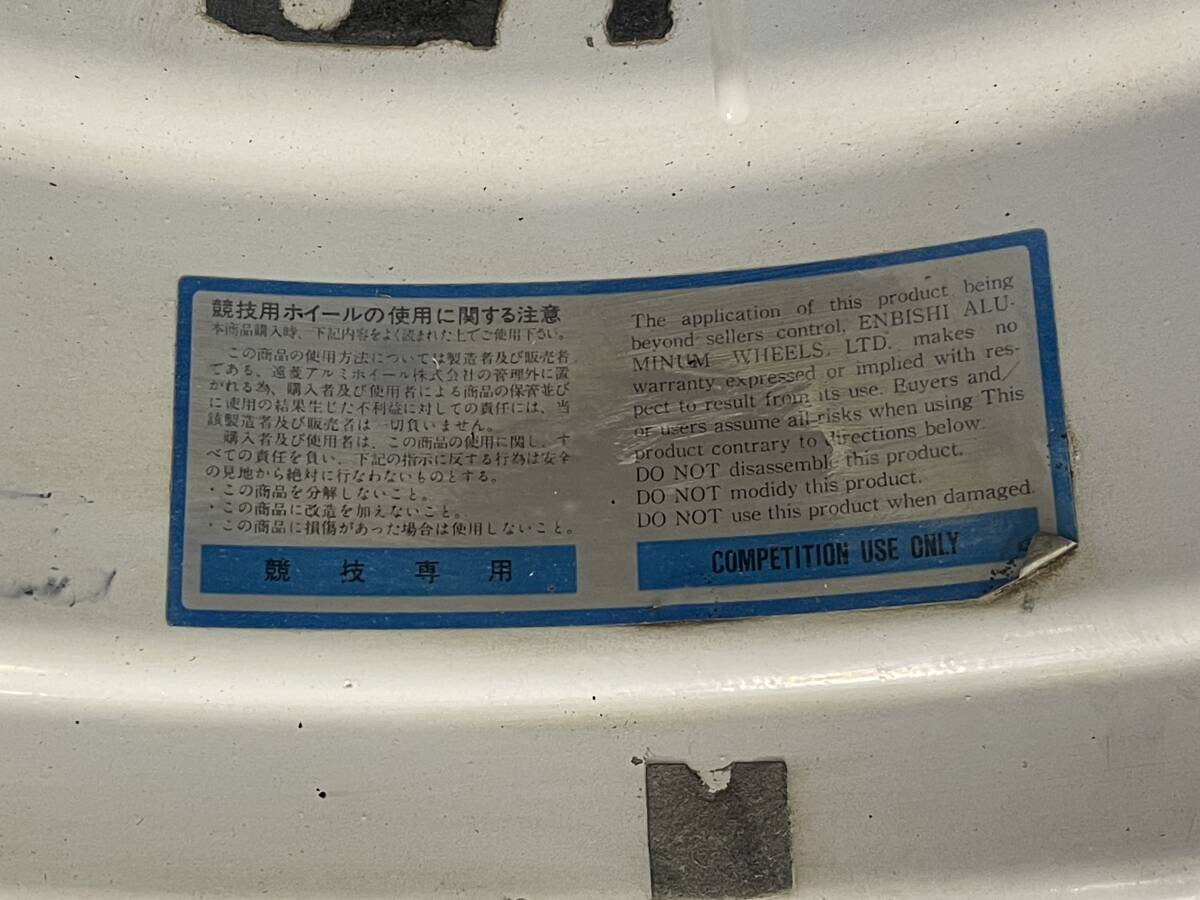 競技用ホイールの使用に関する注意
本商品購入時、下記内容をよく読まれた上でご使用下さい。
この商品の使用方法については製造者及び販売者
である、遠菱アルミホイール株式会社の管理外に置
かれる為、購入者及び使用者による商品の保管並び
に使用の結果生じた不利益に対しての責任には、当
該製造者及び販売者は一切負いません。
購入者及び使用者は、この商品の使用に関し、す
べての責任を負い、下記の指示に反する行為は安全
の見地から絶対に行なわないものとする。
・この商品を分解しないこと。
・この商品に改造を加えないこと。
・この商品に損傷があった場合は使用しないこと。
競技専用
The application of this product being
beyond sellers control, ENBISHI ALU-
MINUM WHEELS, LTD. makes no
warranty expressed or implied with res-
pect to result from its use. Buyers and
or users assume all risks when using This
product contrary to directions below:
DO NOT disassemble this product.
DO NOT modidy this product.
DO NOT use this product when damaged.
COMPETITION USE ONLY